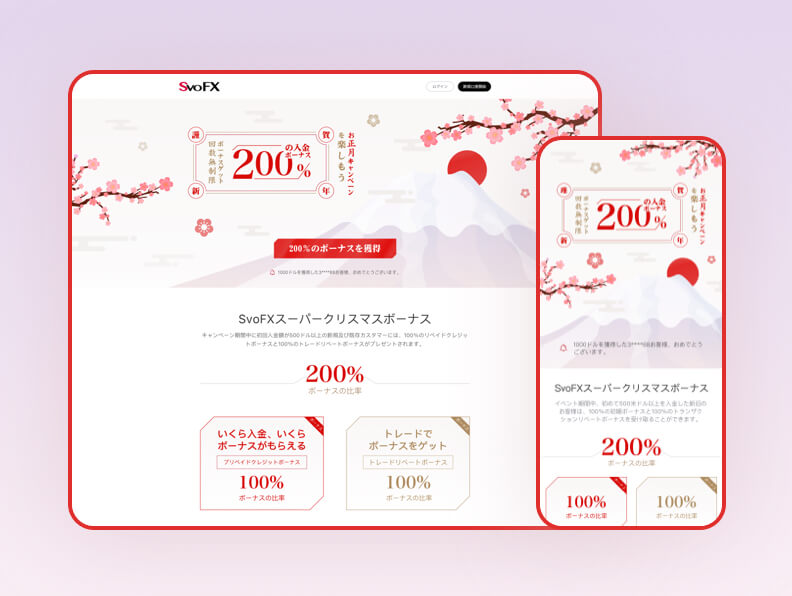 SvoFX
ログイン
新規口座開設
謹
賀
新
年
回数無制限
ボーナスゲット
200%
の入金
ボーナス
お正月キャンペーン
を楽しもう
200%のボーナスを獲得
1000ドルを獲得した3****68お客様、おめでとうございます。
SvoFXスーパークリスマスボーナス
キャンペーン期間中に初回入金額が500ドル以上の新規及び既存カスタマーには、100%のリペイドクレジッ
トボーナスと100%のトレードリベートボーナスがプレゼントされます。
200%
ボーナスの比率
いくら入金、いくら
ボーナスがもらえる
プリペイドクレジットボーナス
100%
ボーナスの比率
トレードで
ボーナスをゲット
トレードリベートボーナス
100%
ボーナスの比率
謹
賀
新
年
回数無制限
ボーナスゲット
200%
の入金
ボーナス
お正月キャンペーン
を楽しもう
1000ドルを獲得した3****68お客様、おめでとう
ございます。
SvoFXスーパークリスマスボーナス
イベント期間中、初めて500米ドル以上を入金した新旧の
お客様は、100%の初期ボーナスと100%のトランザク
ションリベートボーナスを受け取ることができます。
200%
ボーナスの比率
100%
ボーナスの比率
100%
ボーナスの比率